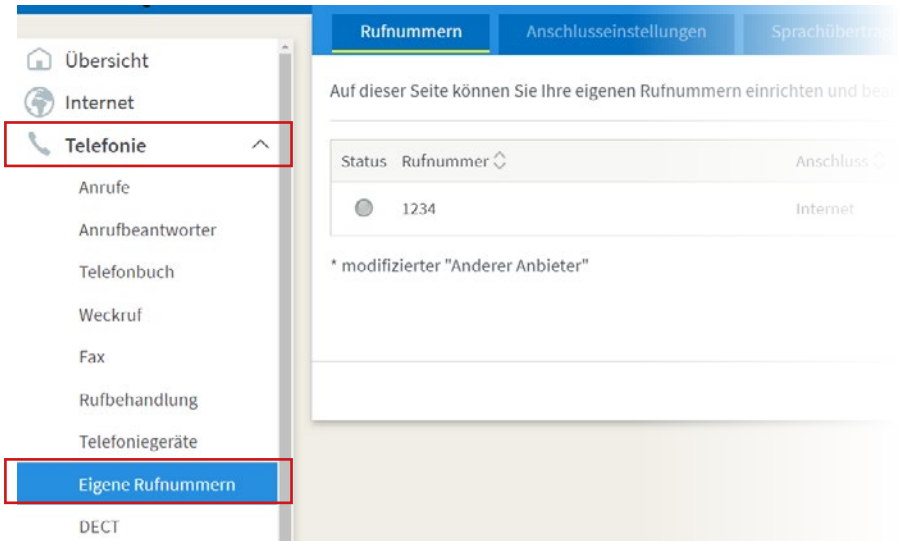 Übersicht
Internet
Telefonie
Anrufe
Anrufbeantworter
Telefonbuch
Weckruf
Fax
Rufbehandlung
Telefoniegeräte
Eigene Rufnummern
DECT
Rufnummern Anschlusseinstellungen
Auf dieser Seite können Sie Ihre eigenen Rufnummern einrichten und
Status Rufnummer Anschluss
1234 Internet
* modifizierter "Anderer Anbieter"